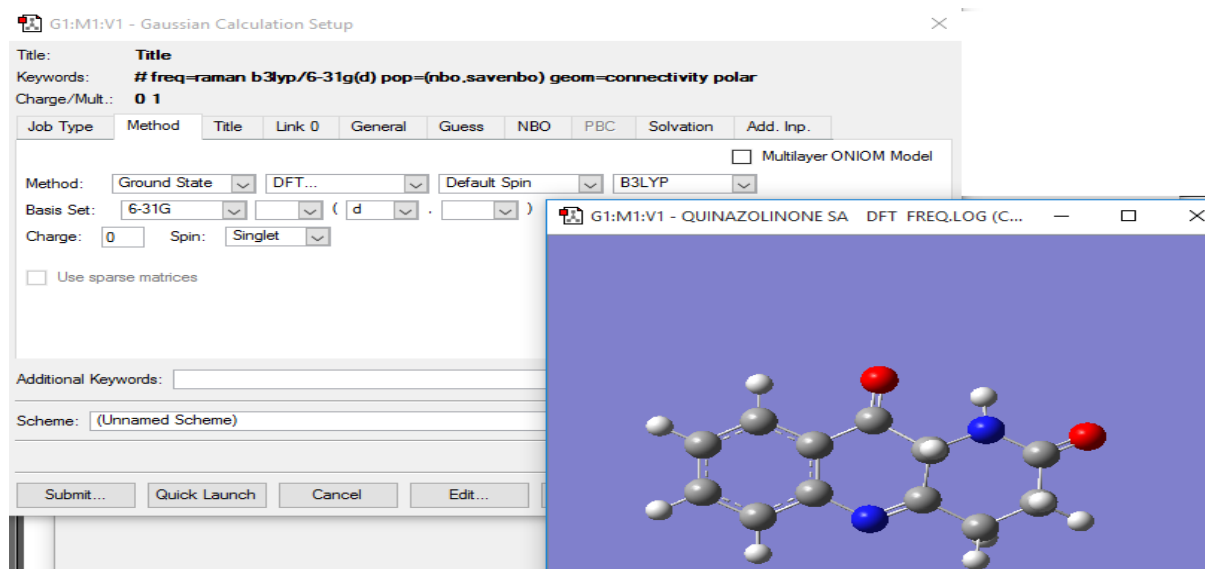 G1:M1:V1 - Gaussian Calculation Setup
Title: Title
Keywords: # freq=raman b3lyp/6-31g(d) pop=(nbo,savenbo) geom=connectivity polar
Charge/Mult.: 0 1
Job Type Method Title Link 0 General Guess NBO PBC Solvation Add. Inp.
Multilayer ONIOM Model
Method: Ground State DFT... Default Spin B3LYP
Basis Set: 6-31G ( d , )
Charge: 0 Spin: Singlet
G1:M1:V1 - QUINAZOLINONE SA DFT FREQ.LOG (C...
Use sparse matrices
Additional Keywords:
Scheme: (Unnamed Scheme)
Submit... Quick Launch Cancel Edit...